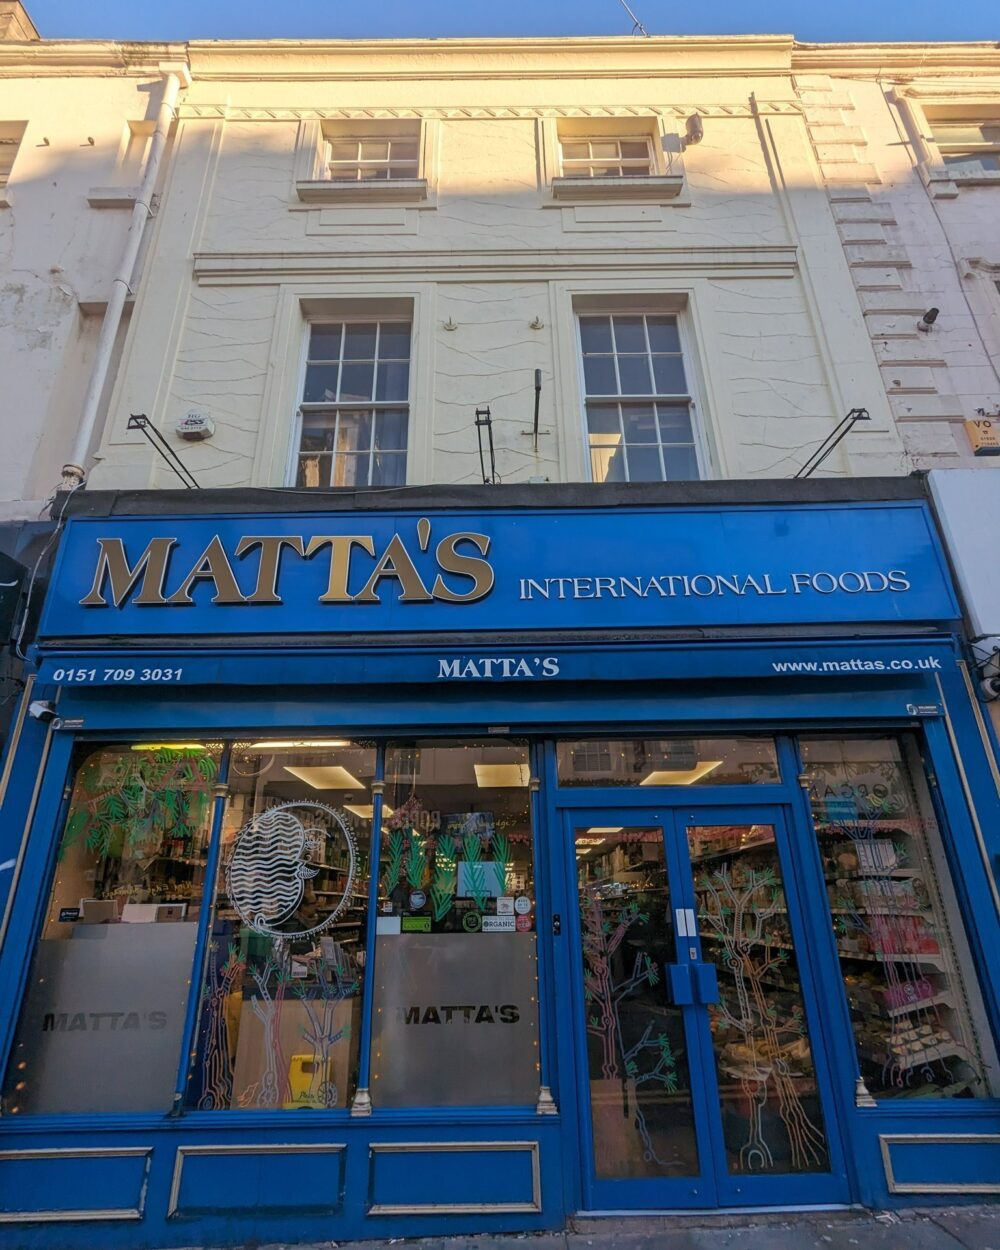 MATTA'S INTERNATIONAL FOODS
0151 709 3031 MATTA'S www.mattas.co.uk
ORGANIC
MATTA'S MATTA'S